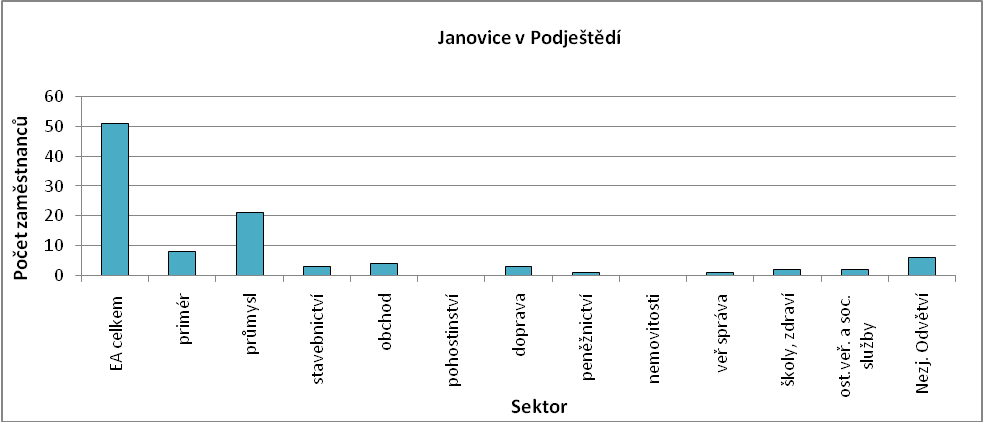 Janovice v Podještědí
Počet zaměstnanců
60
50
40
30
20
10
0
EA celkem
primér
průmysl
stavebnictví
obchod
pohostinství
doprava
peněžnictví
nemovitosti
veř správa
školy, zdraví
ost.veř. a soc.
služby
Nezj. Odvětví
Sektor